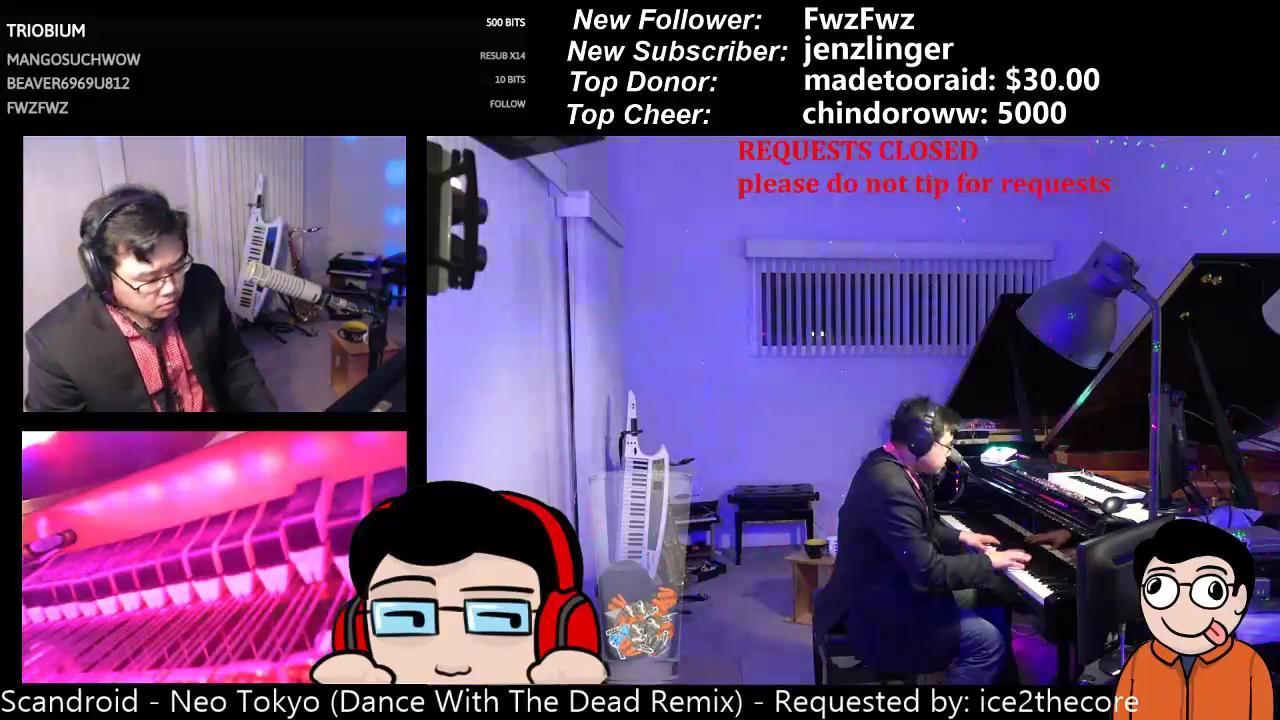 TRIOBIUM 500 BITS
MANGOSUCHWOW RESUB X14
BEAVER6969U812 10 BITS
FWZFWZ FOLLOW
New Follower: FwzFwz
New Subscriber: jenzlinger
Top Donor: madetooraid: $30.00
Top Cheer: chindoroww: 5000
REQUESTS CLOSED
please do not tip for requests
Scandroid - Neo Tokyo (Dance With The Dead Remix) - Requested by: ice2thecore